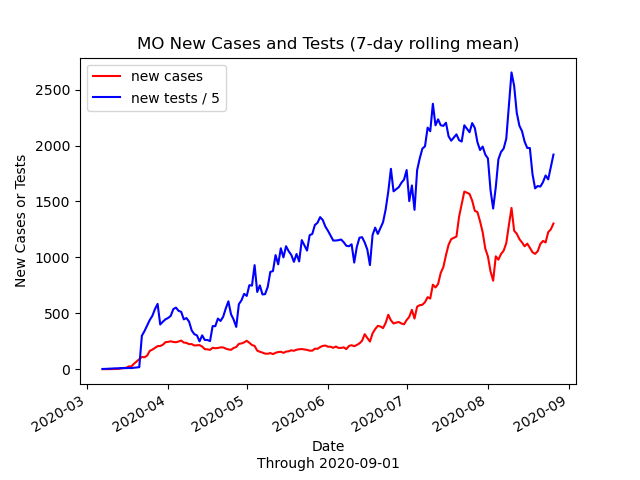 MO New Cases and Tests (7-day rolling mean)
new cases
new tests / 5
New Cases or Tests
2500
2000
1500
1000
500
0
2020-03
2020-04
2020-05
2020-06
2020-07
2020-08
2020-09
Date
Through 2020-09-01